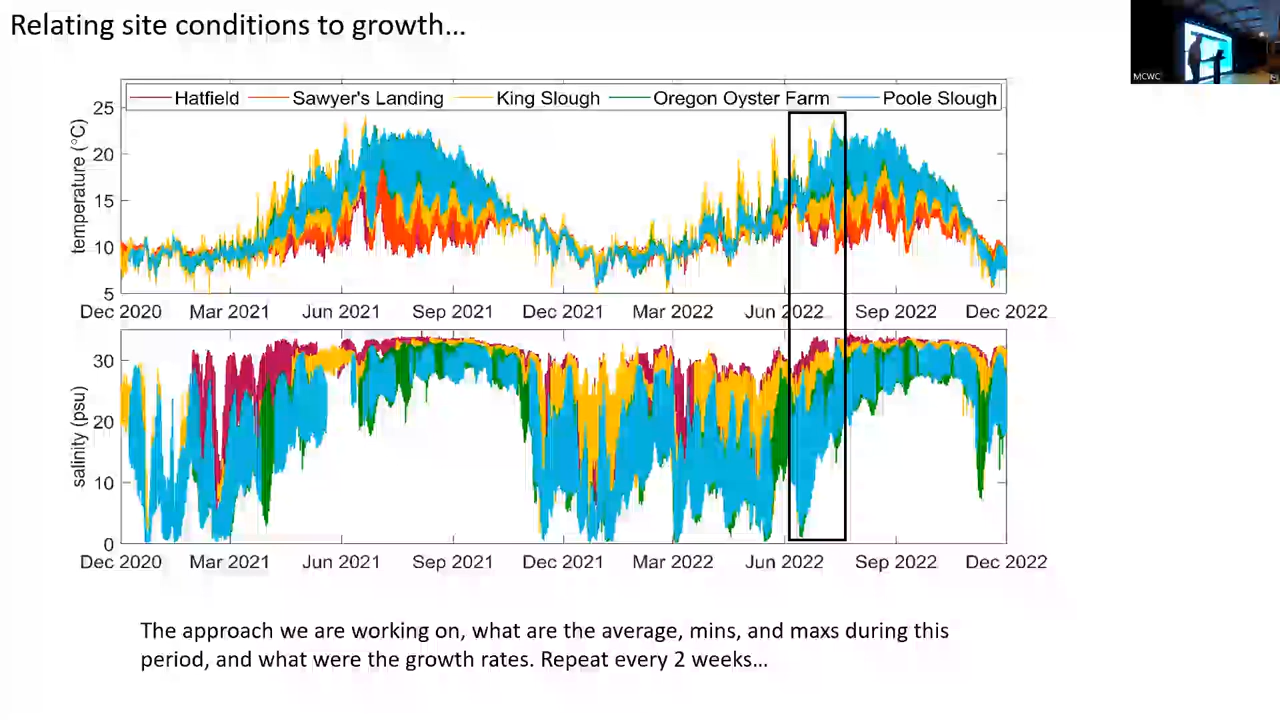 Relating site conditions to growth…
MCWC
Hatfield Sawyer's Landing King Slough Oregon Oyster Farm Poole Slough
temperature (°C)
25
20
15
10
5
Dec 2020 Mar 2021 Jun 2021 Sep 2021 Dec 2021 Mar 2022 Jun 2022 Sep 2022 Dec 2022
salinity (psu)
30
20
10
0
Dec 2020 Mar 2021 Jun 2021 Sep 2021 Dec 2021 Mar 2022 Jun 2022 Sep 2022 Dec 2022
The approach we are working on, what are the average, mins, and maxs during this
period, and what were the growth rates. Repeat every 2 weeks…